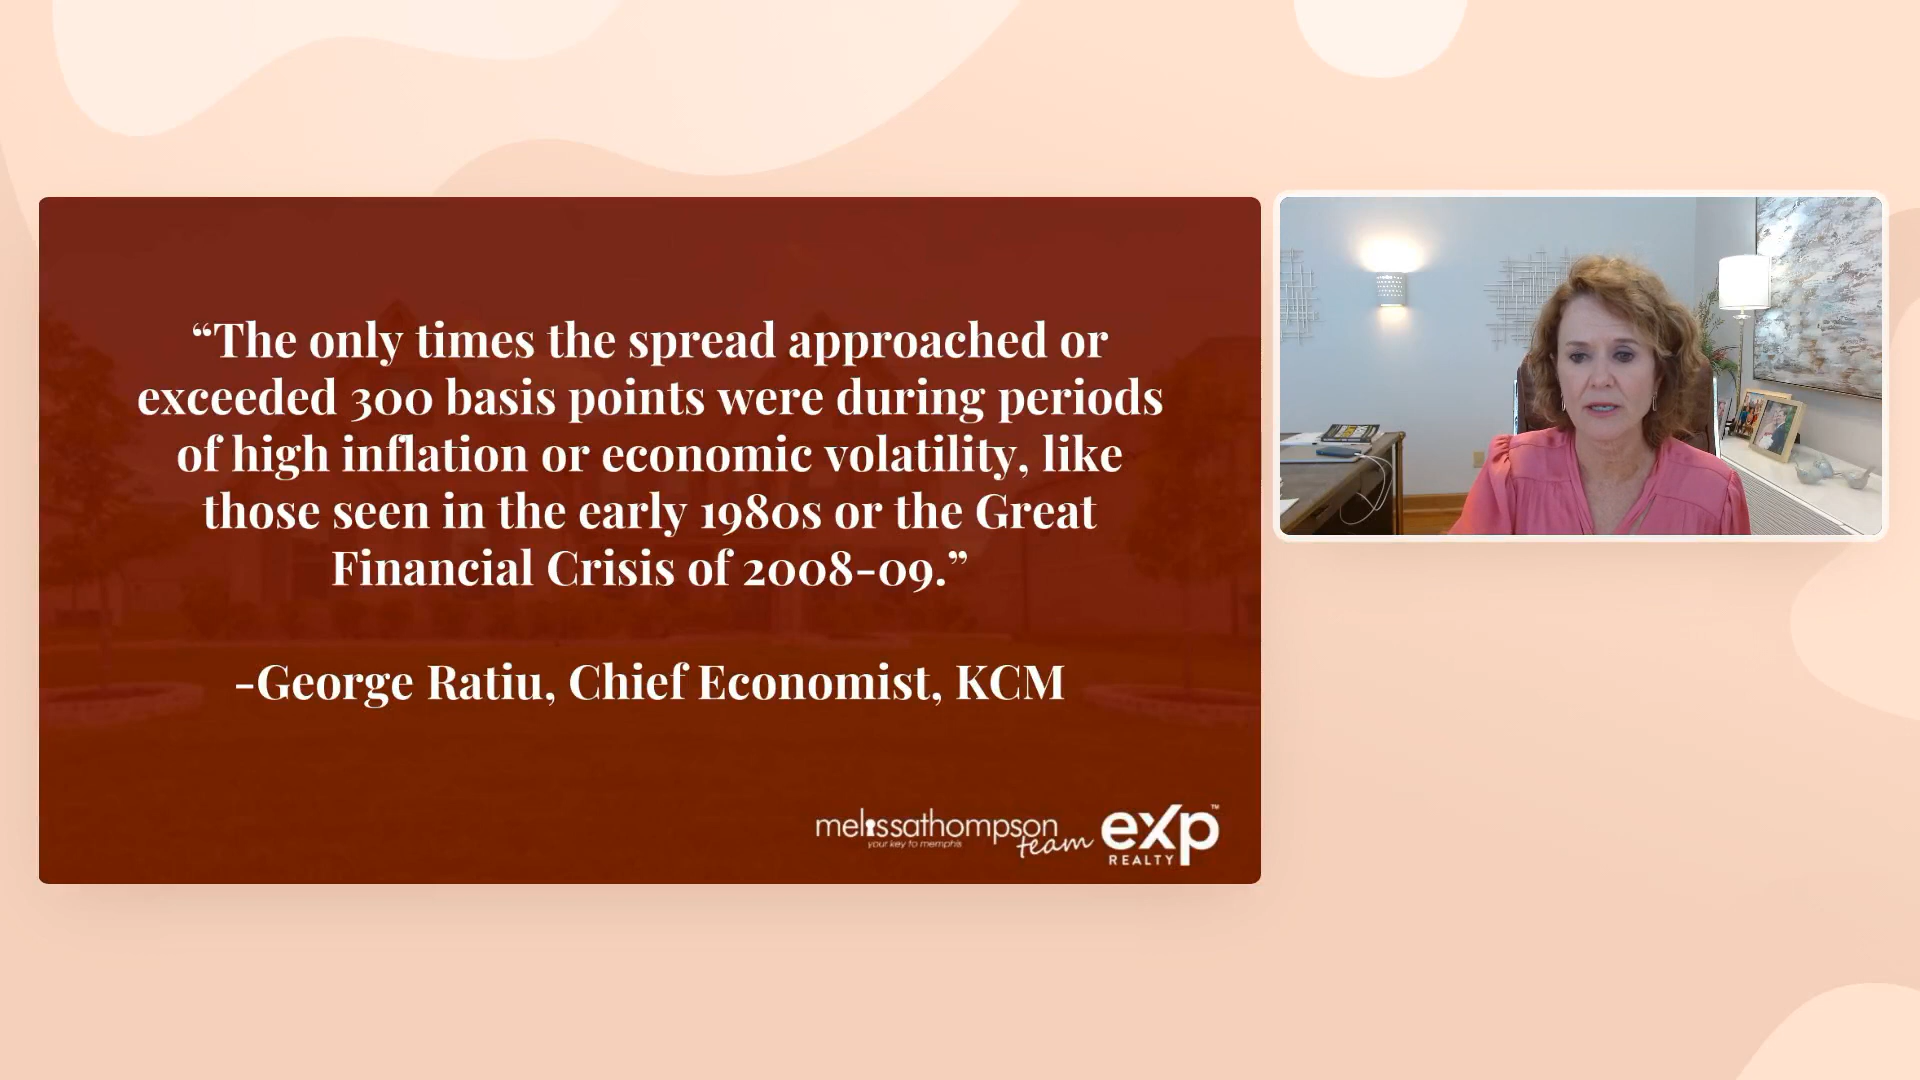 “The only times the spread approached or
exceeded 300 basis points were during periods
of high inflation or economic volatility, like
those seen in the early 1980s or the Great
Financial Crisis of 2008-09.”
-George Ratiu, Chief Economist, KCM
melissathompson
your key to memphis
team
eXp™
REALTY